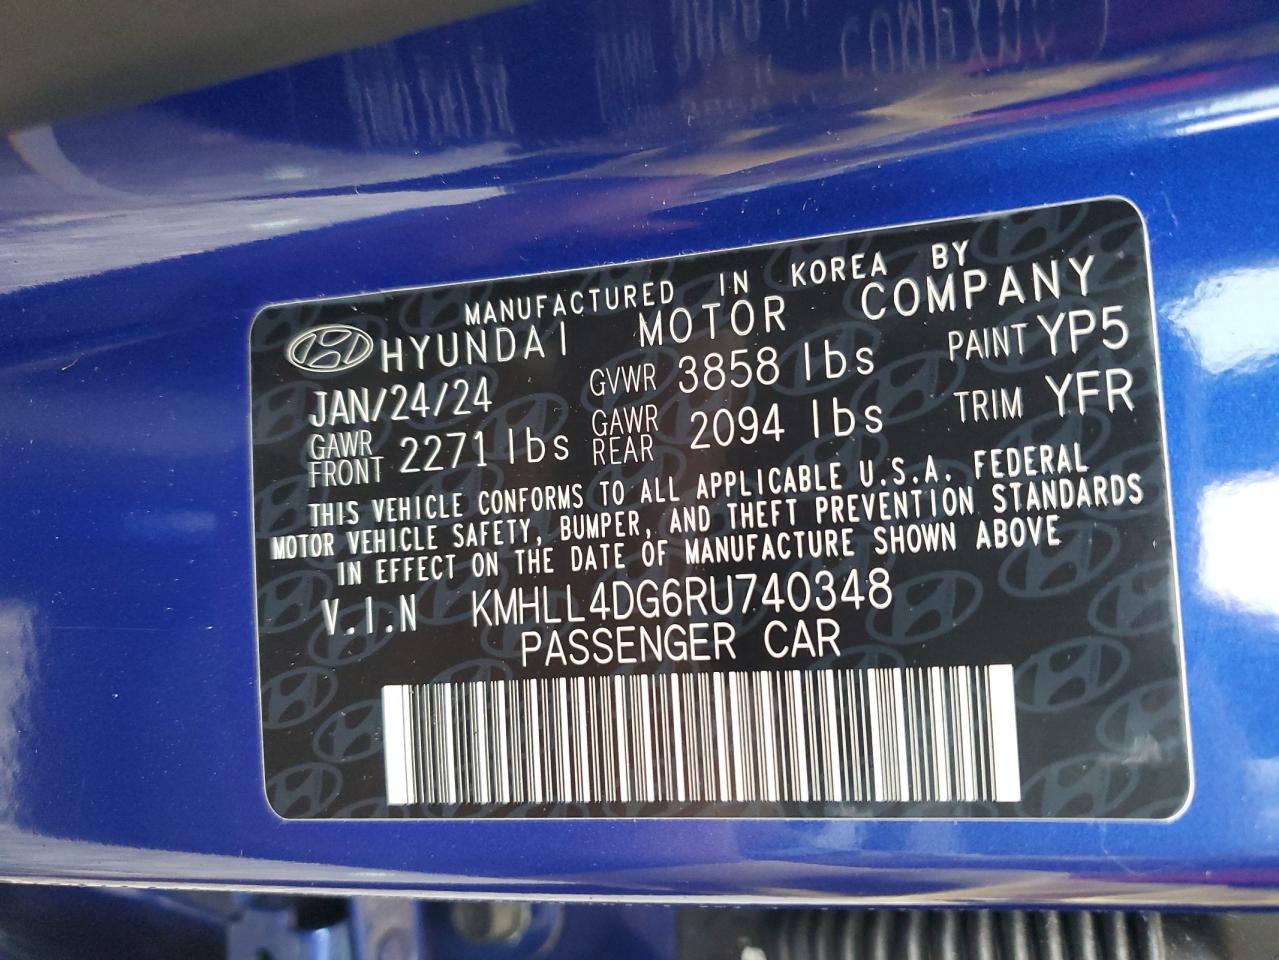 MANUFACTURED IN KOREA BY
HYUNDAI MOTOR COMPANY
JAN/24/24 GVWR 3858 lbs PAINT YP5
GAWR FRONT 2271 lbs GAWR REAR 2094 lbs TRIM YFR
THIS VEHICLE CONFORMS TO ALL APPLICABLE U.S.A. FEDERAL
MOTOR VEHICLE SAFETY, BUMPER, AND THEFT PREVENTION STANDARDS
IN EFFECT ON THE DATE OF MANUFACTURE SHOWN ABOVE
V.I.N KMHLL4DG6RU740348
PASSENGER CAR